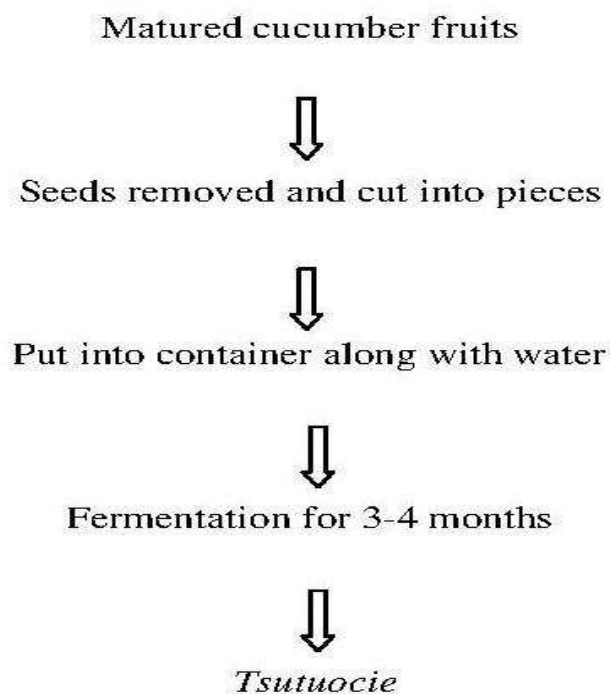 Matured cucumber fruits
Seeds removed and cut into pieces
Put into container along with water
Fermentation for 3-4 months
Tsutuocie